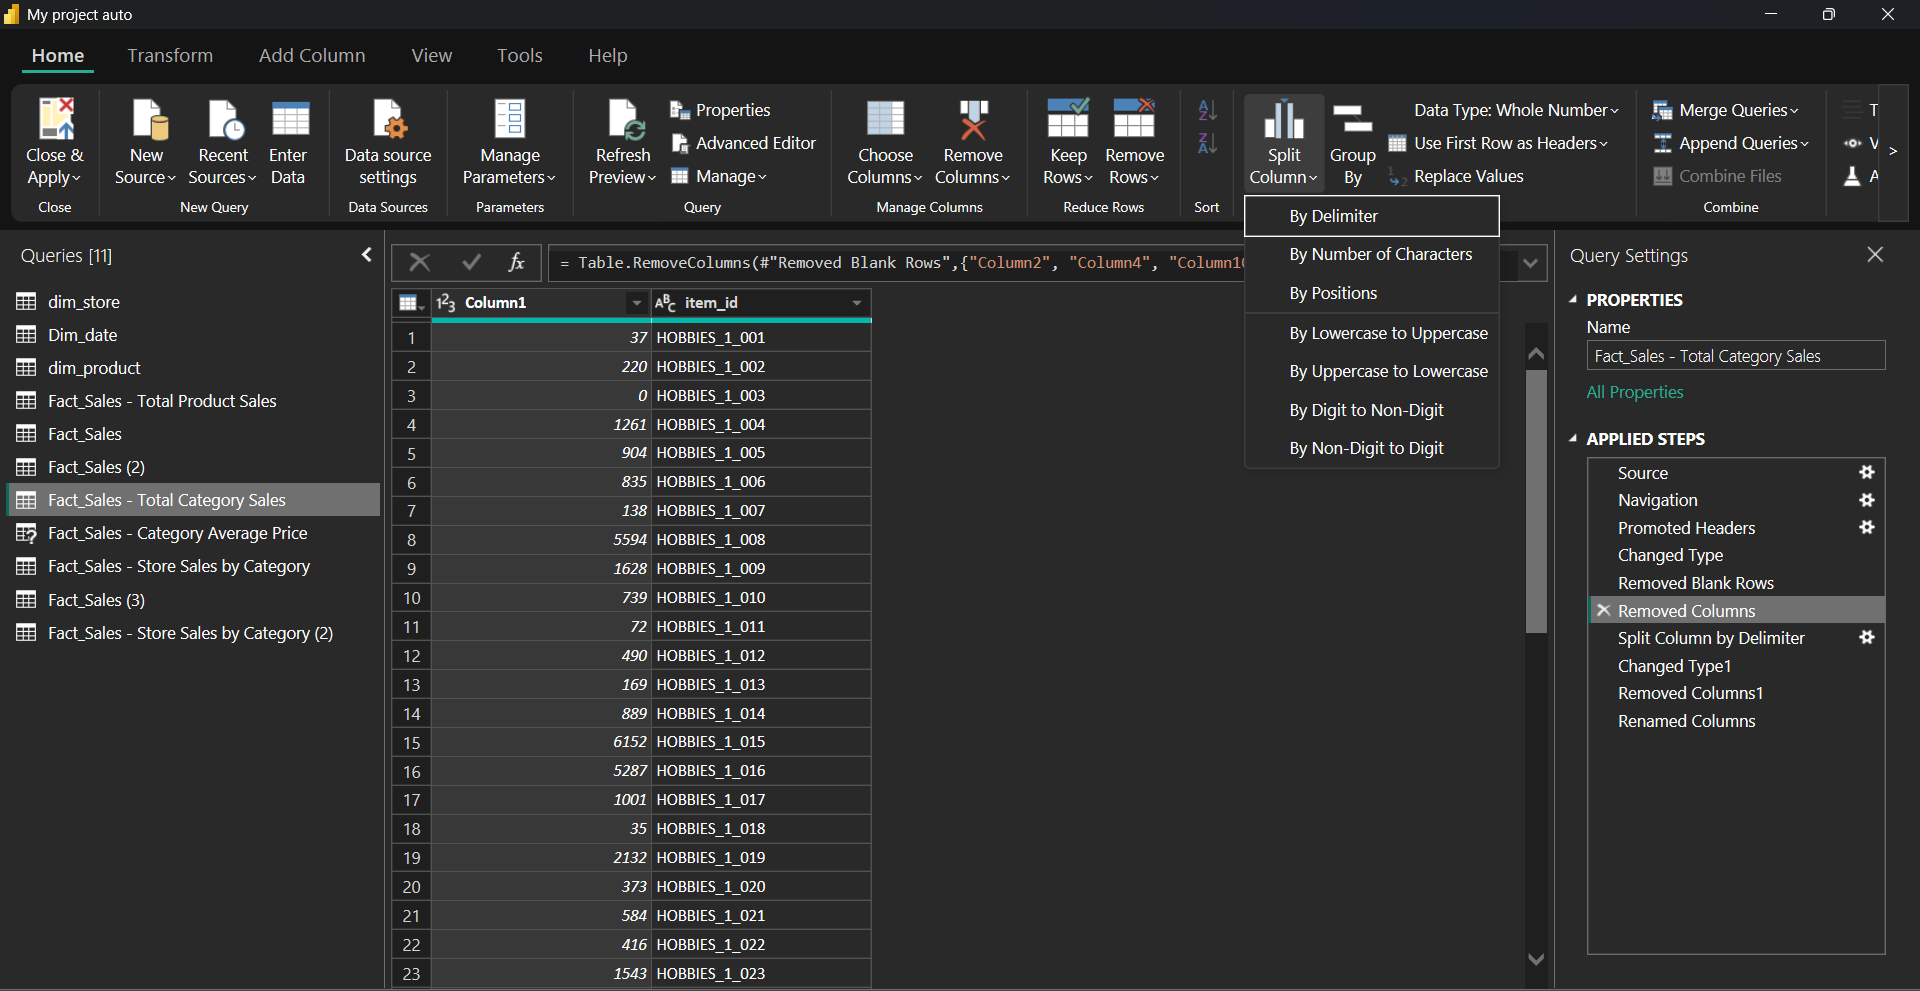 My project auto
Home Transform Add Column View Tools Help
Close & Apply
Close
New Source
Recent Sources
Enter Data
New Query
Data source settings
Data Sources
Manage Parameters
Parameters
Refresh Preview
Properties
Advanced Editor
Manage
Query
Choose Columns
Remove Columns
Manage Columns
Keep Rows
Remove Rows
Reduce Rows
Sort
Split Column
Group By
Data Type: Whole Number
Use First Row as Headers
Replace Values
Merge Queries
Append Queries
Combine Files
Combine
By Delimiter
By Number of Characters
By Positions
By Lowercase to Uppercase
By Uppercase to Lowercase
By Digit to Non-Digit
By Non-Digit to Digit
Queries [11]
dim_store
Dim_date
dim_product
Fact_Sales - Total Product Sales
Fact_Sales
Fact_Sales (2)
Fact_Sales - Total Category Sales
Fact_Sales - Category Average Price
Fact_Sales - Store Sales by Category
Fact_Sales (3)
Fact_Sales - Store Sales by Category (2)
fx
= Table.RemoveColumns(#"Removed Blank Rows",{"Column2", "Column4",
123 Column1 ABC item_id
1 37 HOBBIES_1_001
2 220 HOBBIES_1_002
3 0 HOBBIES_1_003
4 1261 HOBBIES_1_004
5 904 HOBBIES_1_005
6 835 HOBBIES_1_006
7 138 HOBBIES_1_007
8 5594 HOBBIES_1_008
9 1628 HOBBIES_1_009
10 739 HOBBIES_1_010
11 72 HOBBIES_1_011
12 490 HOBBIES_1_012
13 169 HOBBIES_1_013
14 889 HOBBIES_1_014
15 6152 HOBBIES_1_015
16 5287 HOBBIES_1_016
17 1001 HOBBIES_1_017
18 35 HOBBIES_1_018
19 2132 HOBBIES_1_019
20 373 HOBBIES_1_020
21 584 HOBBIES_1_021
22 416 HOBBIES_1_022
23 1543 HOBBIES_1_023
Query Settings
PROPERTIES
Name
Fact_Sales - Total Category Sales
All Properties
APPLIED STEPS
Source
Navigation
Promoted Headers
Changed Type
Removed Blank Rows
Removed Columns
Split Column by Delimiter
Changed Type1
Removed Columns1
Renamed Columns